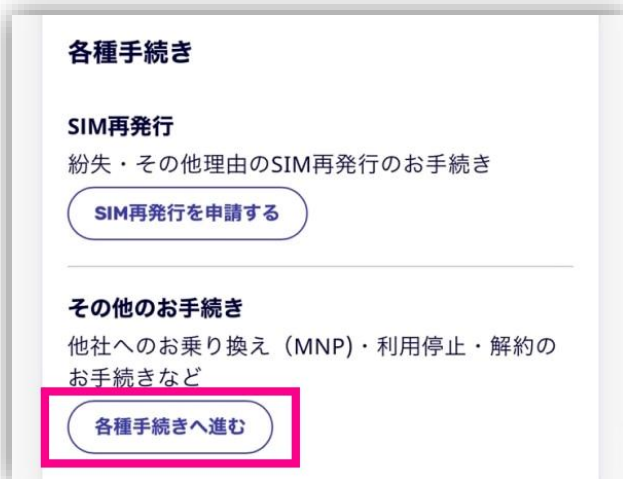 各種手続き
SIM再発行
紛失・その他理由のSIM再発行のお手続き
SIM再発行を申請する
その他のお手続き
他社へのお乗り換え（MNP)・利用停止・解約の
お手続きなど
各種手続きへ進む